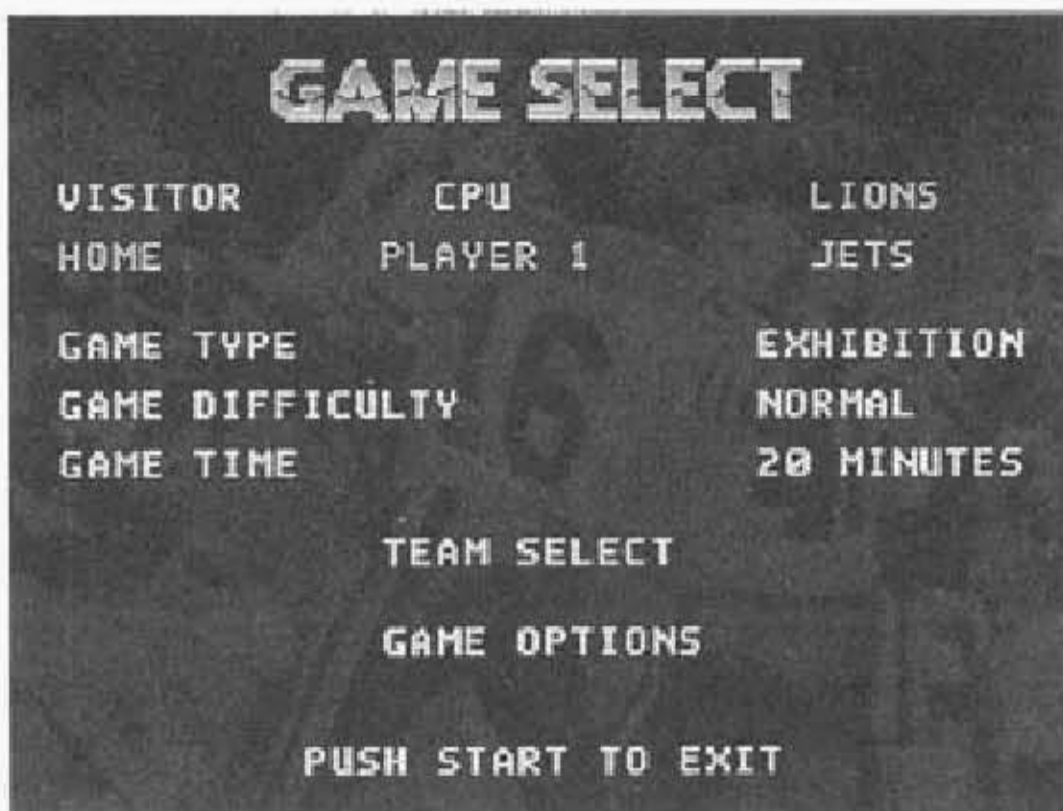 GAME SELECT
VISITOR CPU LIONS
HOME PLAYER 1 JETS
GAME TYPE EXHIBITION
GAME DIFFICULTY NORMAL
GAME TIME 20 MINUTES
TEAM SELECT
GAME OPTIONS
PUSH START TO EXIT